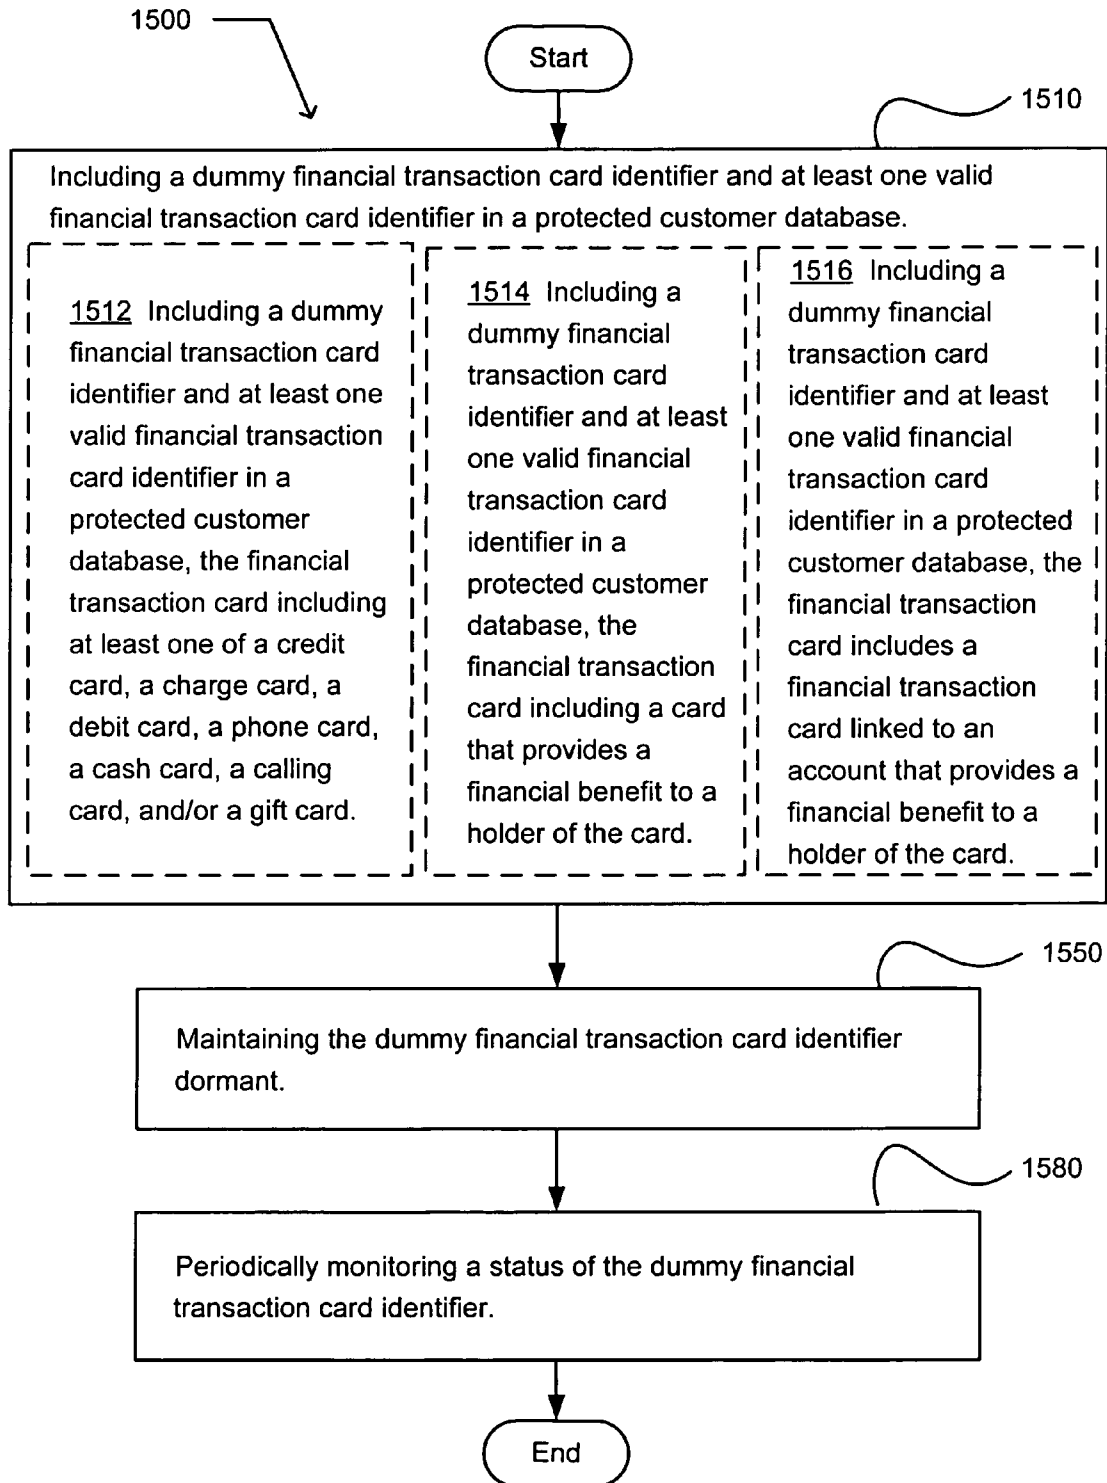 1500
Start
1510
Including a dummy financial transaction card identifier and at least one valid
financial transaction card identifier in a protected customer database.
1512 Including a dummy
financial transaction card
identifier and at least one
valid financial transaction
card identifier in a
protected customer
database, the financial
transaction card including
at least one of a credit
card, a charge card, a
debit card, a phone card,
a cash card, a calling
card, and/or a gift card.
1514 Including a
dummy financial
transaction card
identifier and at least
one valid financial
transaction card
identifier in a
protected customer
database, the
financial transaction
card including a card
that provides a
financial benefit to a
holder of the card.
1516 Including a
dummy financial
transaction card
identifier and at least
one valid financial
transaction card
identifier in a protected
customer database, the
financial transaction
card includes a
financial transaction
card linked to an
account that provides a
financial benefit to a
holder of the card.
1550
Maintaining the dummy financial transaction card identifier
dormant.
1580
Periodically monitoring a status of the dummy financial
transaction card identifier.
End